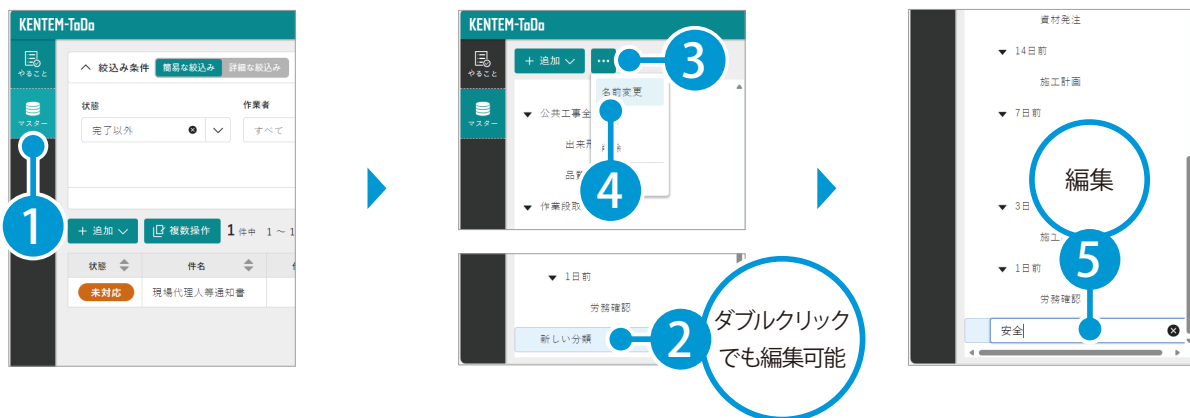 KENTEM-ToDo
やること
マスター
絞込み条件 簡易な絞込み 詳細な絞込み
状態 作業者
完了以外 すべて
1
+ 追加 複数操作 1 件中 1 ~ 1
状態 件名
未対応 現場代理人等通知書
KENTEM-ToDo
やること
マスター
+ 追加 ... 3
名前変更
公共工事全
出来形
4
作業段取
1日前
労務確認
新しい分類 2
ダブルクリック
でも編集可能
資材発注
14日前
施工計画
7日前
編集
3日
施工
1日前
5
労務確認
安全